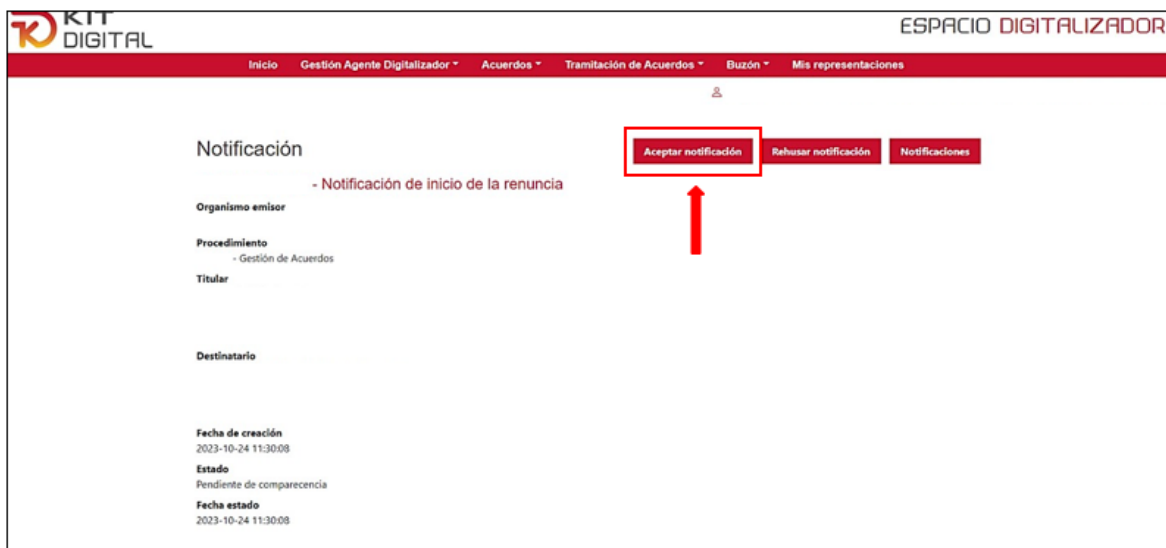 KIT
DIGITAL
ESPACIO DIGITALIZADOR
Inicio Gestión Agente Digitalizador Acuerdos Tramitación de Acuerdos Buzón Mis representaciones
Notificación
Aceptar notificación Rehusar notificación Notificaciones
- Notificación de inicio de la renuncia
Organismo emisor
Procedimiento
- Gestión de Acuerdos
Titular
Destinatario
Fecha de creación
2023-10-24 11:30:08
Estado
Pendiente de comparecencia
Fecha estado
2023-10-24 11:30:08